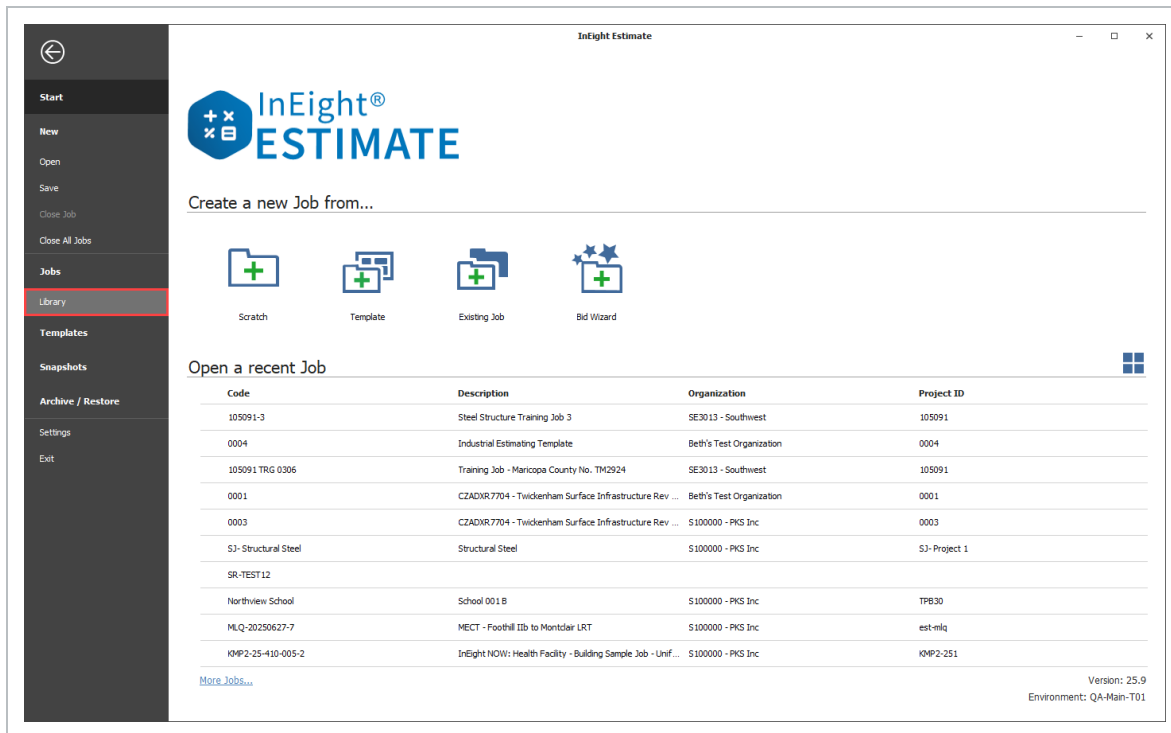 InEight Estimate
Start
New
Open
Save
Close Job
Close All Jobs
Jobs
Library
Templates
Snapshots
Archive / Restore
Settings
Exit
InEight®
ESTIMATE
Create a new Job from...
Scratch Template Existing Job Bid Wizard
Open a recent Job
Code Description Organization Project ID
105091-3 Steel Structure Training Job 3 SE3013 - Southwest 105091
0004 Industrial Estimating Template Beth's Test Organization 0004
105091 TRG 0306 Training Job - Maricopa County No. TM2924 SE3013 - Southwest 105091
0001 CZADXR7704 - Twickenham Surface Infrastructure Rev ... Beth's Test Organization 0001
0003 CZADXR7704 - Twickenham Surface Infrastructure Rev ... S100000 - PKS Inc 0003
SJ- Structural Steel Structural Steel S100000 - PKS Inc SJ- Project 1
SR-TEST12
Northview School School 001 B S100000 - PKS Inc TPB30
MLQ-20250627-7 MECT - Foothill IIb to Montclair LRT S100000 - PKS Inc est-mlq
KMP2-25-410-005-2 InEight NOW: Health Facility - Building Sample Job - Unif... S100000 - PKS Inc KMP2-251
More Jobs...
Version: 25.9
Environment: QA-Main-T01